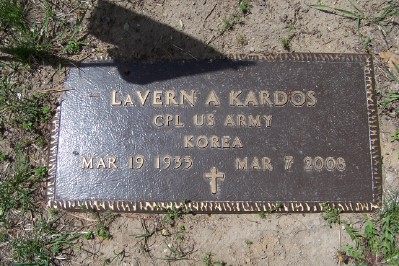 LaVERN A KARDOS
CPL US ARMY
KOREA
MAR 19 1933 MAR 7 2008